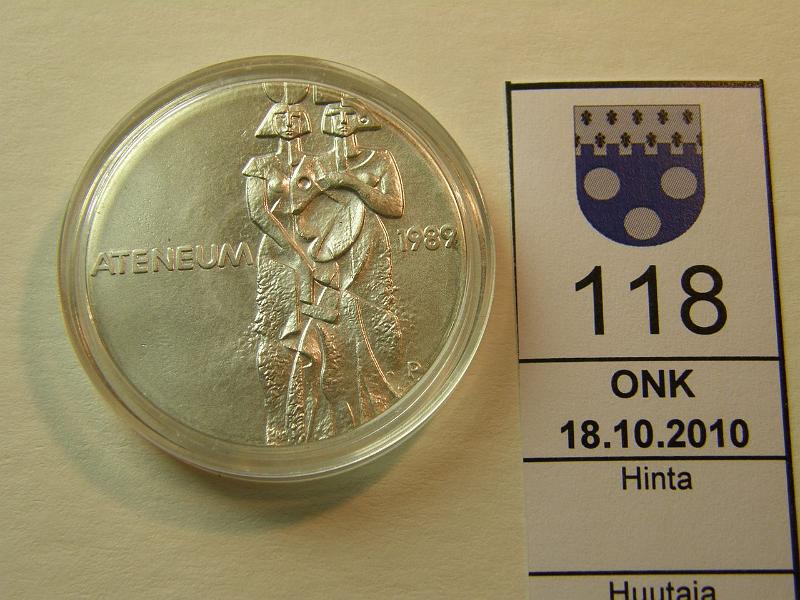 ATENEUM 1989
P
118
ONK
18.10.2010
Hinta
Huutaja